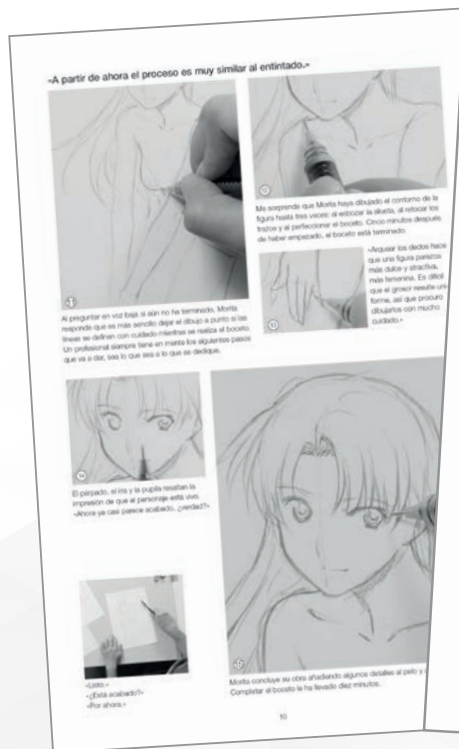 «A partir de ahora el proceso es muy similar al entintado.»
11
Al preguntar en voz baja si aún no ha terminado, Morita
responde que es más sencillo dejar el dibujo a punto si las
líneas se definen con cuidado mientras se realiza el boceto.
Un profesional siempre tiene en mente los siguientes pasos
que va a dar, sea lo que sea a lo que se dedique.
12
Me sorprende que Morita haya dibujado el contorno de la
figura hasta tres veces: al esbozar la silueta, al retocar los
trazos y al perfeccionar el boceto. Cinco minutos después
de haber empezado, el boceto está terminado.
13
«Arquear los dedos hace
que una figura parezca
más dulce y atractiva,
más femenina. Es difícil
que el grosor resulte uni-
forme, así que procuro
dibujarlos con mucho
cuidado.»
14
El párpado, el iris y la pupila resaltan la
impresión de que el personaje está vivo.
«Ahora ya casi parece acabado, ¿verdad?»
«Listo.»
«¿Está acabado?»
«Por ahora.»
15
Morita concluye su obra añadiendo algunos detalles al pelo y
Completar el boceto le ha llevado diez minutos.
10